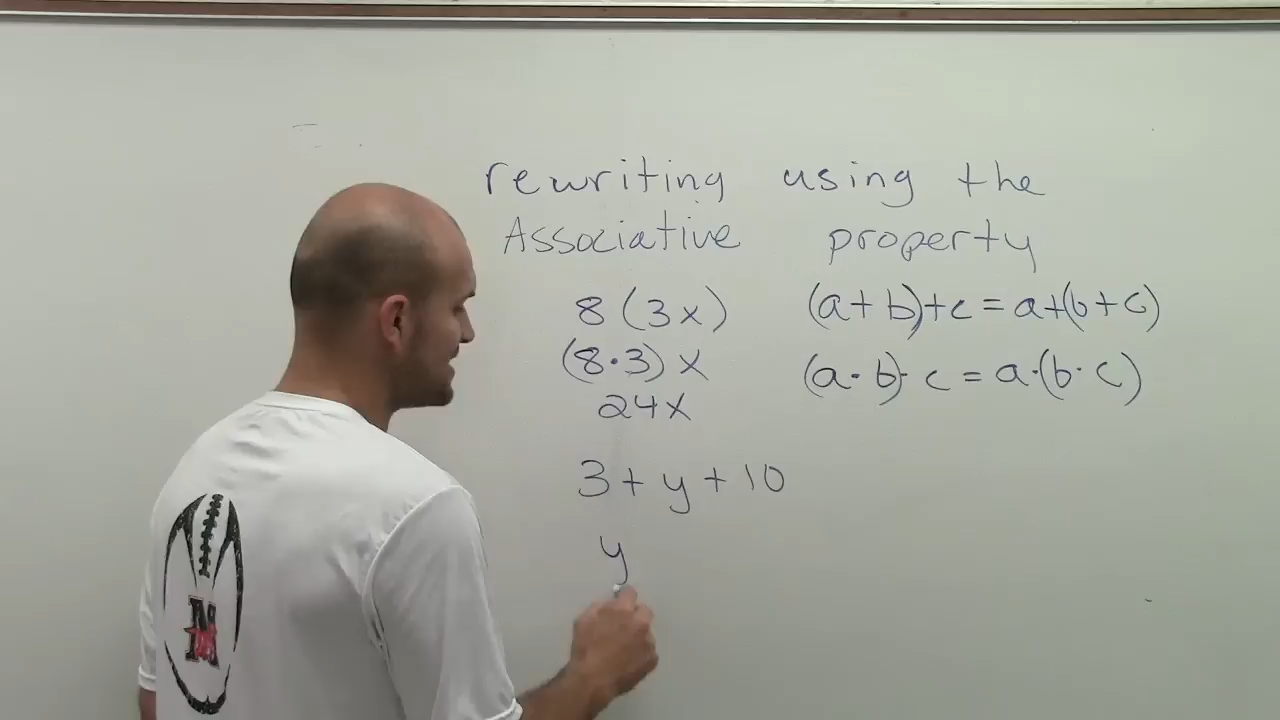 rewriting using the
Associative property
8(3x)
(8·3)x
24x
(a+b)+c=a+(b+c)
(a·b)·c=a·(b·c)
3+y+10
y
N